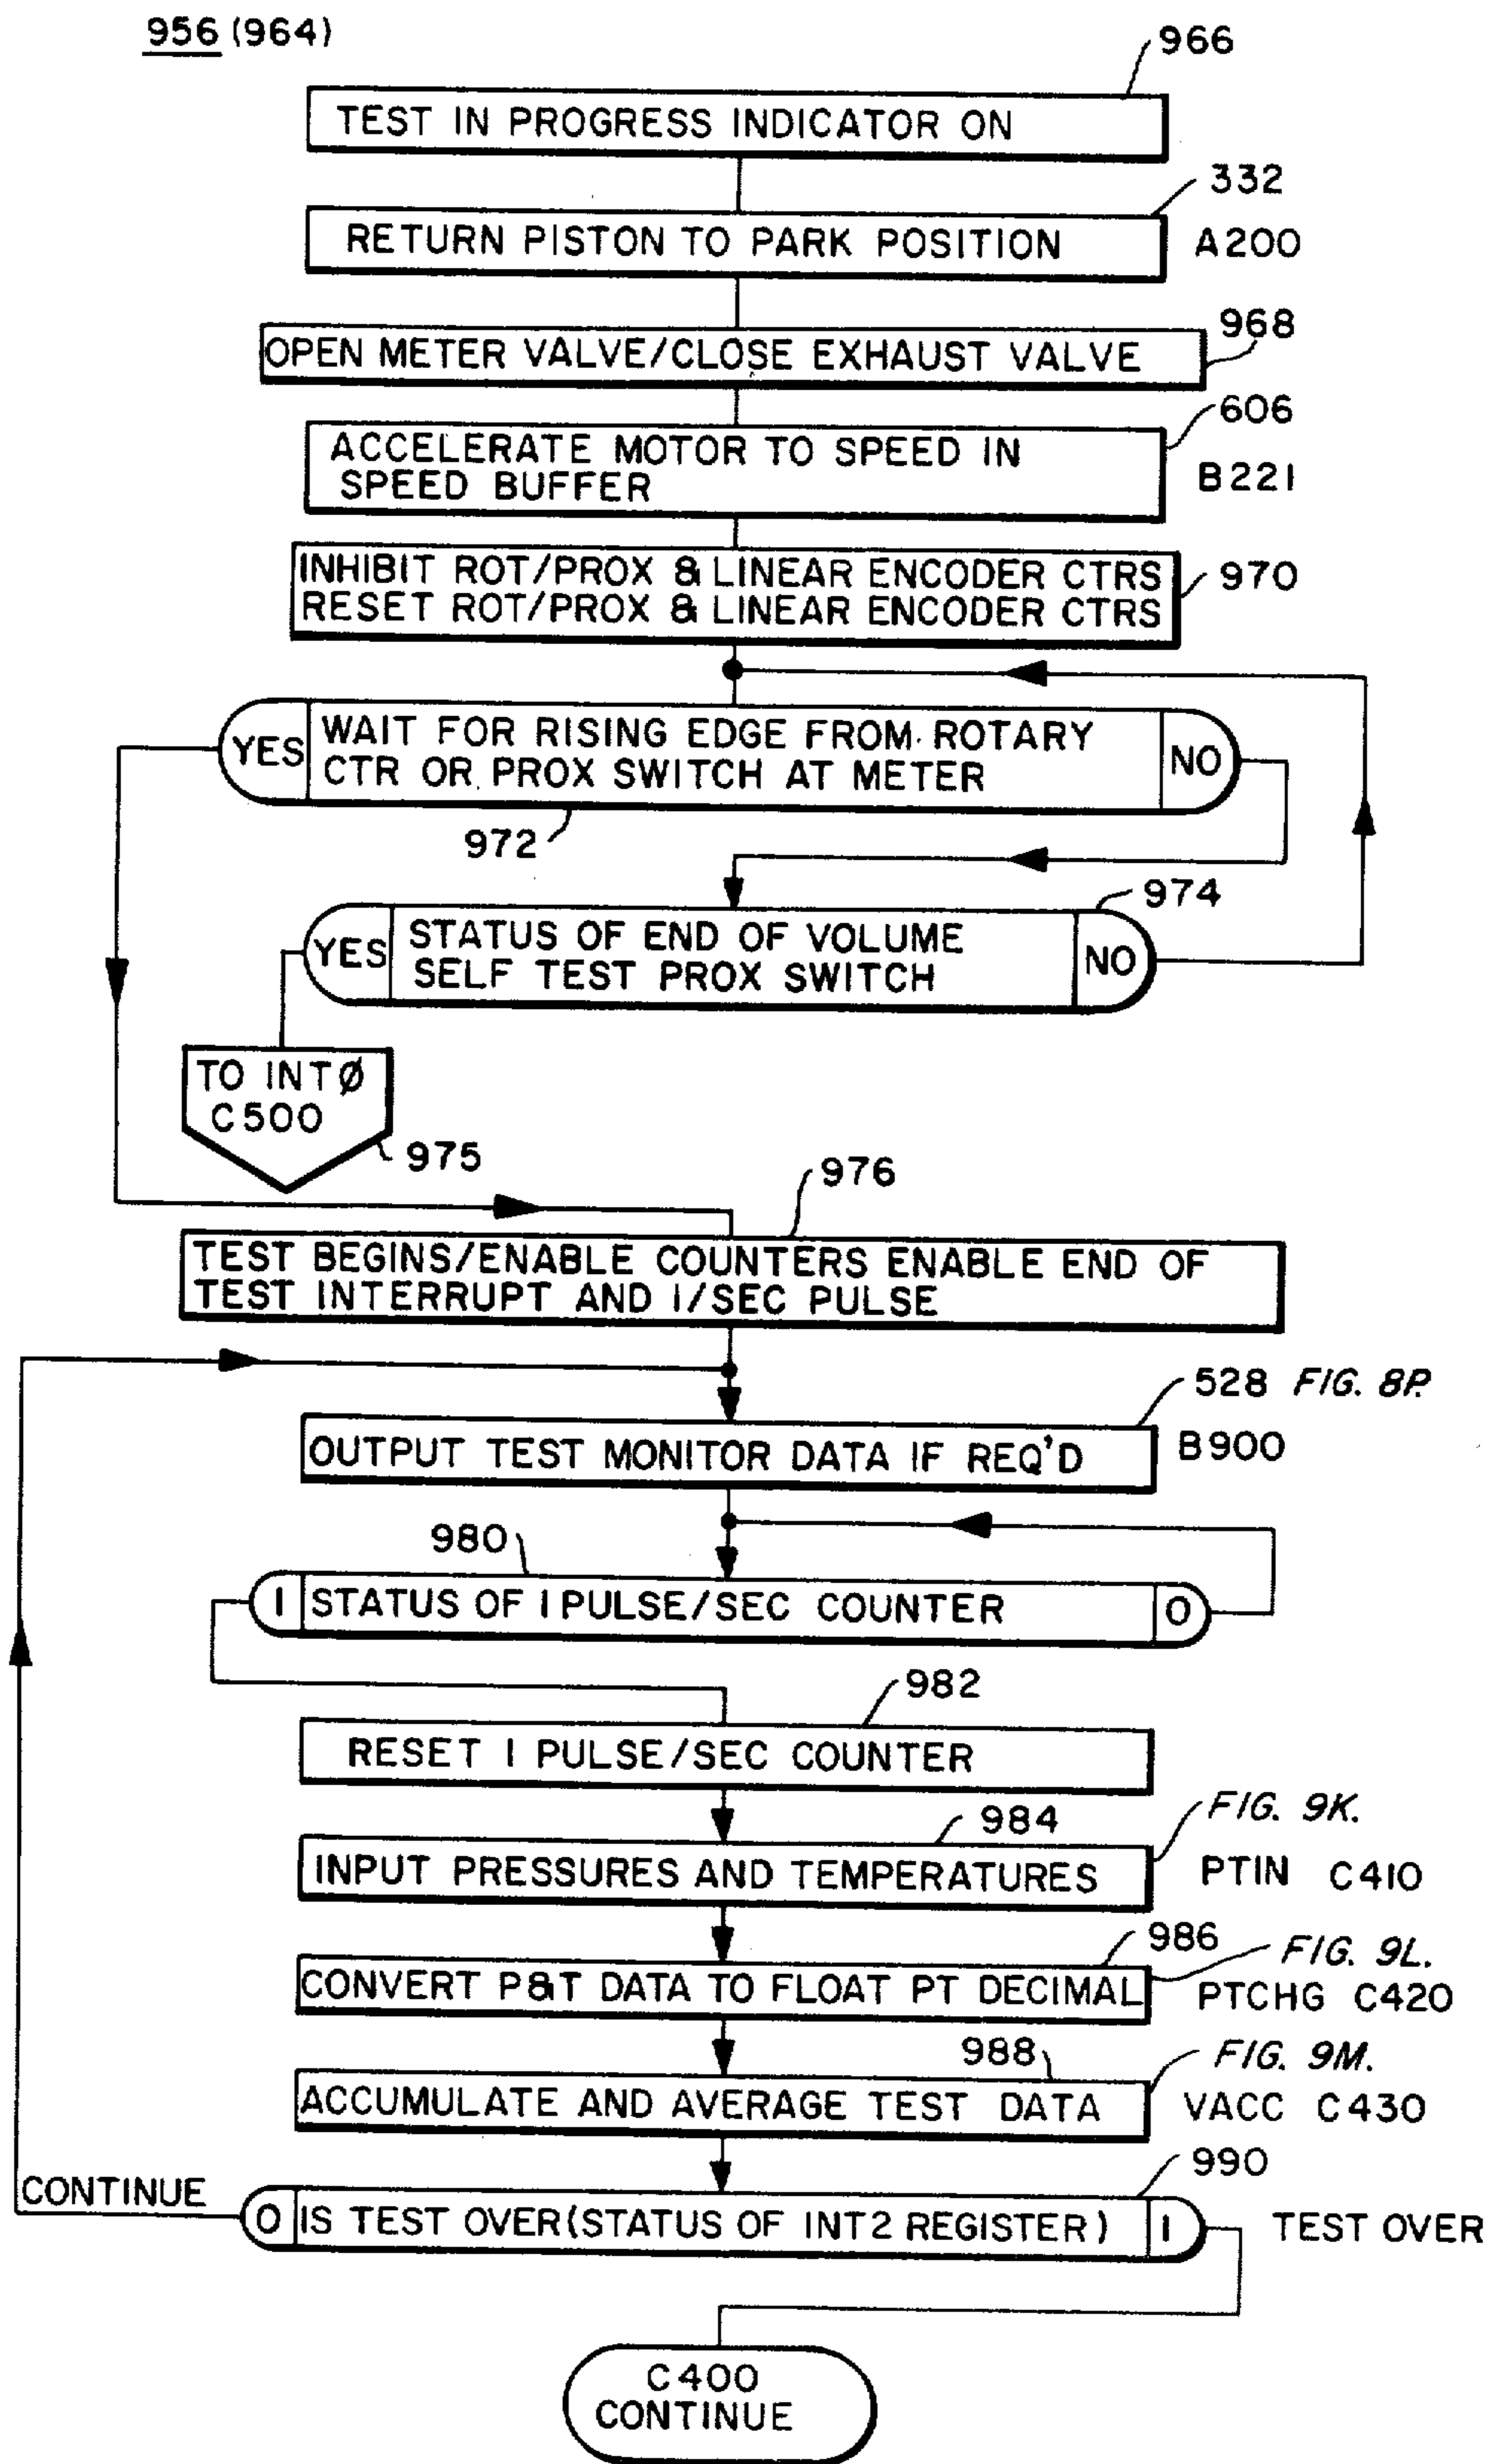 956 (964)
966
TEST IN PROGRESS INDICATOR ON
332
RETURN PISTON TO PARK POSITION
A200
968
OPEN METER VALVE/CLOSE EXHAUST VALVE
606
ACCELERATE MOTOR TO SPEED IN
SPEED BUFFER
B221
INHIBIT ROT/PROX & LINEAR ENCODER CTRS
RESET ROT/PROX & LINEAR ENCODER CTRS
970
YES
WAIT FOR RISING EDGE FROM ROTARY
CTR OR PROX SWITCH AT METER
NO
972
974
YES
STATUS OF END OF VOLUME
SELF TEST PROX SWITCH
NO
TO INTØ
C500
975
976
TEST BEGINS/ENABLE COUNTERS ENABLE END OF
TEST INTERRUPT AND 1/SEC PULSE
528 FIG. 8P.
OUTPUT TEST MONITOR DATA IF REQ'D
B900
980
1 STATUS OF 1 PULSE/SEC COUNTER 0
982
RESET 1 PULSE/SEC COUNTER
984
FIG. 9K.
INPUT PRESSURES AND TEMPERATURES
PTIN C410
986
FIG. 9L.
CONVERT P&T DATA TO FLOAT PT DECIMAL
PTCHG C420
988
FIG. 9M.
ACCUMULATE AND AVERAGE TEST DATA
VACC C430
990
CONTINUE
0 IS TEST OVER (STATUS OF INT2 REGISTER) 1
TEST OVER
C400
CONTINUE